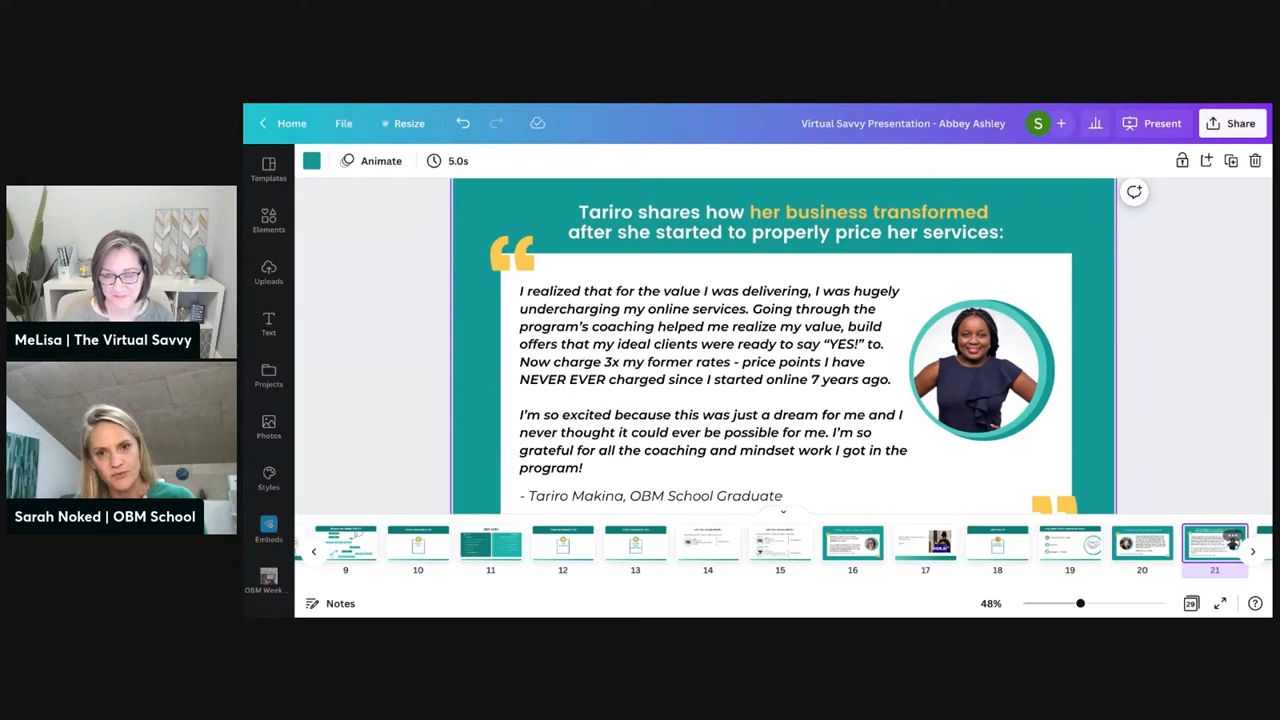 Home
File
Resize
Virtual Savvy Presentation - Abbey Ashley
S
+
Present
Share
Animate
5.0s
Templates
Elements
Uploads
Text
Projects
Photos
Styles
Embeds
OBM Week ...
MeLisa | The Virtual Savvy
Sarah Noked | OBM School
Tariro shares how her business transformed
after she started to properly price her services:
“
I realized that for the value I was delivering, I was hugely
undercharging my online services. Going through the
program’s coaching helped me realize my value, build
offers that my ideal clients were ready to say “YES!” to.
Now charge 3x my former rates - price points I have
NEVER EVER charged since I started online 7 years ago.
I’m so excited because this was just a dream for me and I
never thought it could ever be possible for me. I’m so
grateful for all the coaching and mindset work I got in the
program!
- Tariro Makina, OBM School Graduate
9
10
11
12
13
14
15
16
17
18
19
20
21
Notes
48%
29
?